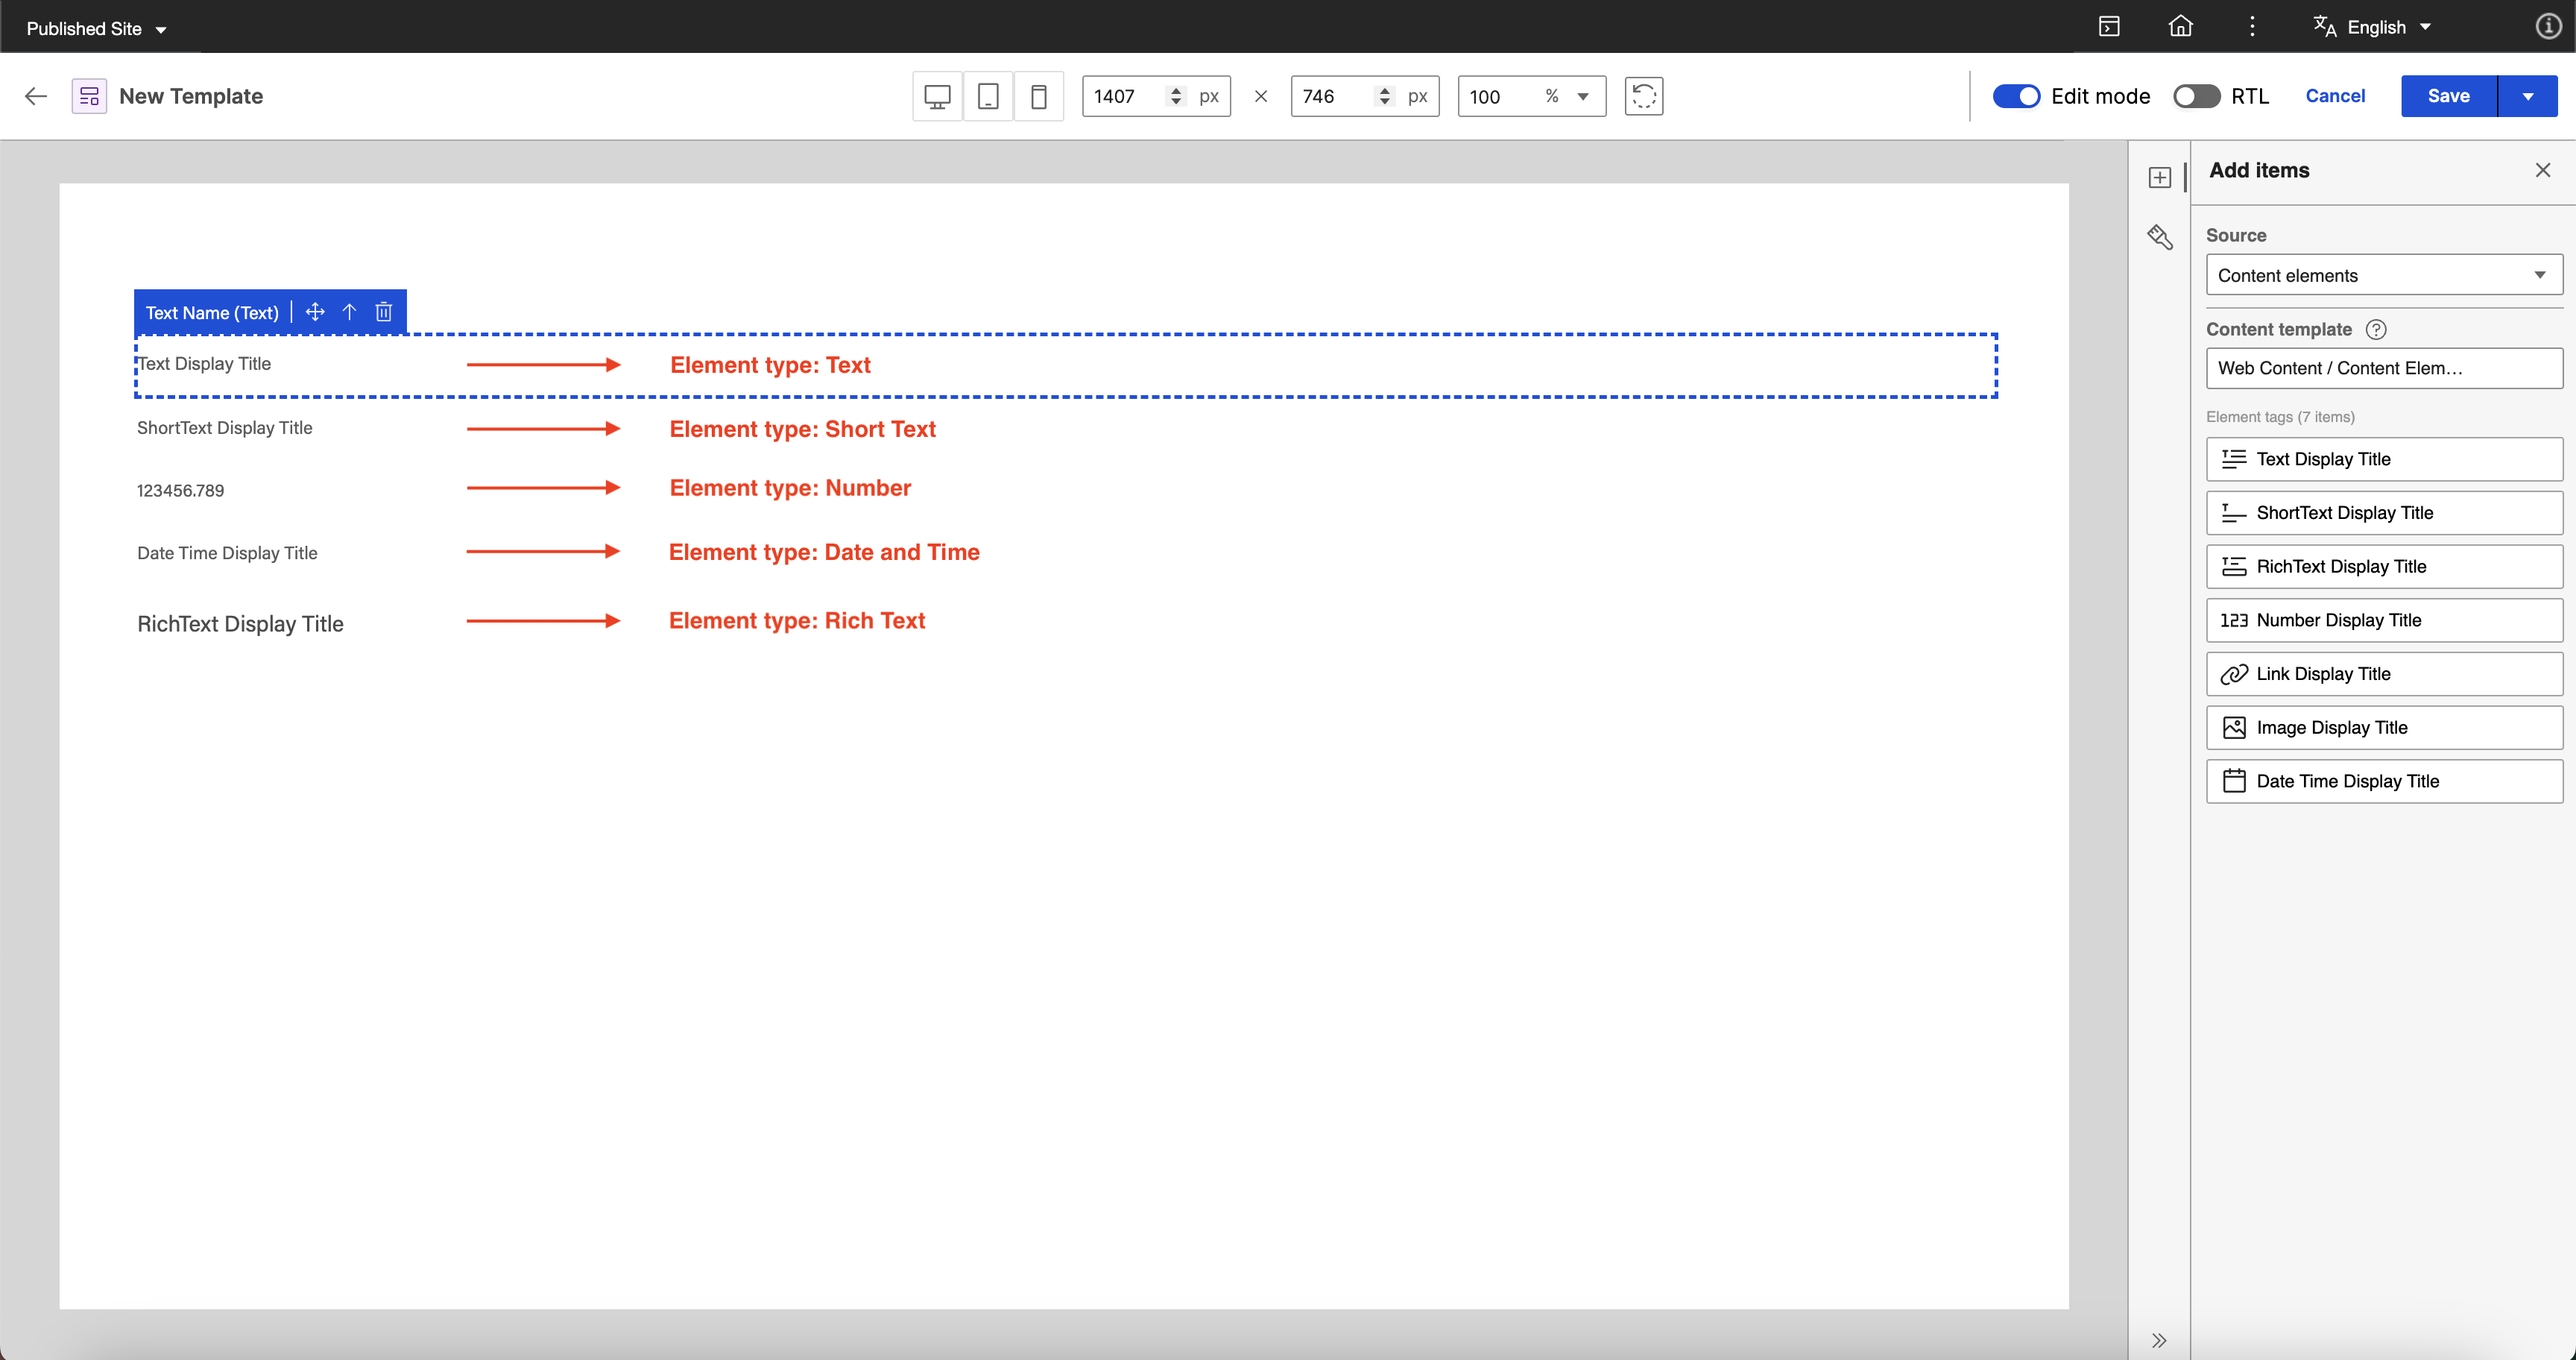 Published Site
English
New Template
1407 px × 746 px 100 %
Edit mode RTL Cancel Save
Add items
Source
Content elements
Content template
Web Content / Content Elem...
Element tags (7 items)
Text Display Title
ShortText Display Title
RichText Display Title
123 Number Display Title
Link Display Title
Image Display Title
Date Time Display Title
Text Name (Text)
Text Display Title Element type: Text
ShortText Display Title Element type: Short Text
123456.789 Element type: Number
Date Time Display Title Element type: Date and Time
RichText Display Title Element type: Rich Text